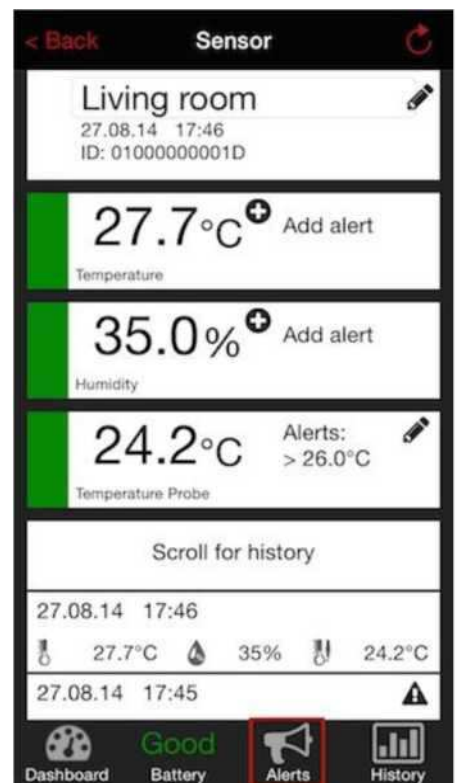 < Back Sensor
Living room
27.08.14 17:46
ID: 01000000001D
27.7°C Add alert
Temperature
35.0% Add alert
Humidity
24.2°C Alerts:
> 26.0°C
Temperature Probe
Scroll for history
27.08.14 17:46
27.7°C 35% 24.2°C
27.08.14 17:45
Good
Dashboard Battery Alerts History